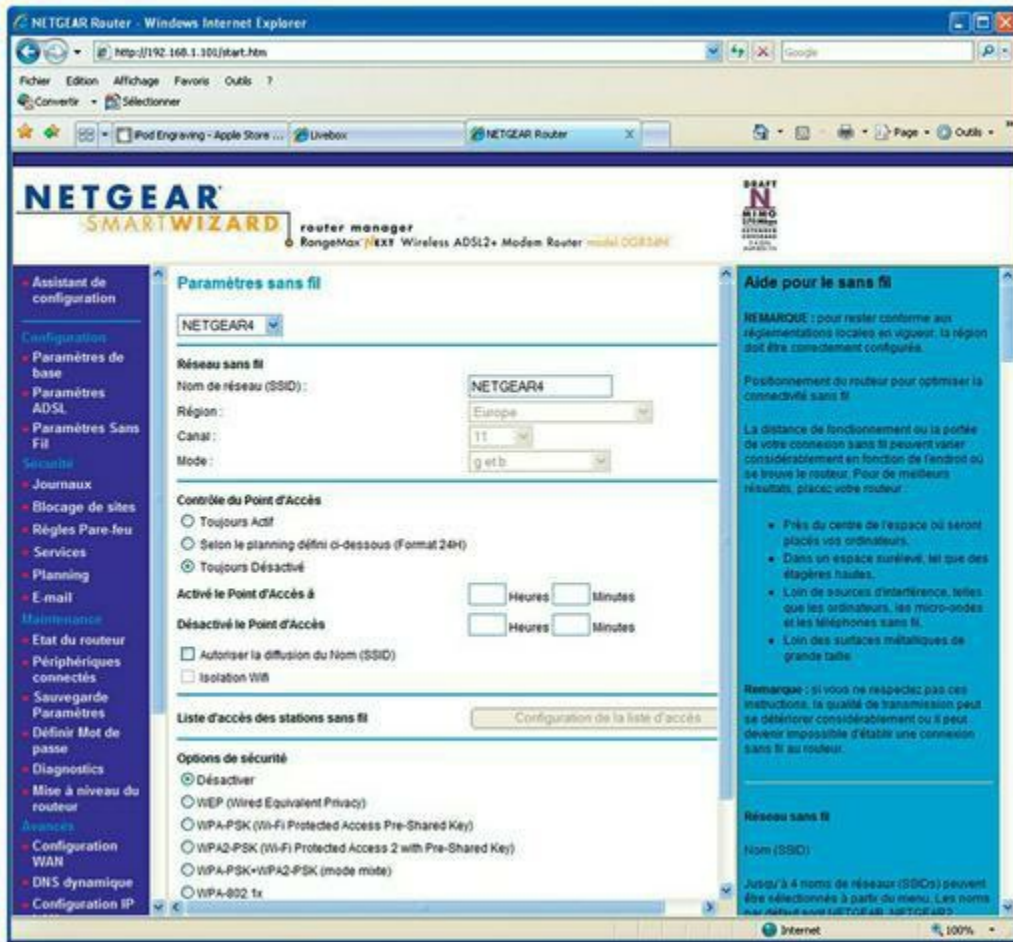 NETGEAR Router - Windows Internet Explorer
http://192.168.1.101/start.htm
Google
Fichier Edition Affichage Favoris Outils ?
Convertir Sélectionner
iPod Engraving - Apple Store ... Livebox NETGEAR Router X Page Outils
NETGEAR
SMARTWIZARD router manager
RangeMax NEXT Wireless ADSL2+ Modem Router model
DRAFT
N
MIMO
Assistant de
configuration
Configuration
Paramètres de
base
Paramètres
ADSL
Paramètres Sans
Fil
Sécurité
Journaux
Blocage de sites
Règles Pare-feu
Services
Planning
E-mail
Maintenance
Etat du routeur
Périphériques
connectés
Sauvegarde
Paramètres
Définir Mot de
passe
Diagnostics
Mise à niveau du
routeur
Avancés
Configuration
WAN
DNS dynamique
Configuration IP
Paramètres sans fil
NETGEAR4
Réseau sans fil
Nom de réseau (SSID) : NETGEAR4
Région : Europe
Canal : 11
Mode : g et b
Contrôle du Point d'Accès
Toujours Actif
Selon le planning défini ci-dessous (Format 24H)
Toujours Désactivé
Activé le Point d'Accès à Heures Minutes
Désactivé le Point d'Accès Heures Minutes
Autoriser la diffusion du Nom (SSID)
Isolation Wifi
Liste d'accès des stations sans fil Configuration de la liste d'accès
Options de sécurité
Désactiver
WEP (Wired Equivalent Privacy)
WPA-PSK (Wi-Fi Protected Access Pre-Shared Key)
WPA2-PSK (Wi-Fi Protected Access 2 with Pre-Shared Key)
WPA-PSK+WPA2-PSK (mode mixte)
WPA-802.1x
Aide pour le sans fil
REMARQUE : pour rester conforme aux
réglementations locales en vigueur, la région
doit être correctement configurée.
Positionnement du routeur pour optimiser la
connectivité sans fil
La distance de fonctionnement ou la portée
de votre connexion sans fil peuvent varier
considérablement en fonction de l'endroit où
se trouve le routeur. Pour de meilleurs
résultats, placez votre routeur :
Près du centre de l'espace où seront
placés vos ordinateurs.
Dans un espace surélevé, tel que des
étagères hautes.
Loin de sources d'interférence, telles
que les ordinateurs, les micro-ondes
et les téléphones sans fil.
Loin des surfaces métalliques de
grande taille.
Remarque : si vous ne respectez pas ces
instructions, la qualité de transmission peut
se détériorer considérablement ou il peut
devenir impossible d'établir une connexion
sans fil au routeur.
Réseau sans fil
Nom (SSID)
Jusqu'à 4 noms de réseaux (SSIDs) peuvent
être sélectionnés à partir du menu. Les noms
par défaut sont NETGEAR, NETGEAR2,
Internet 100%